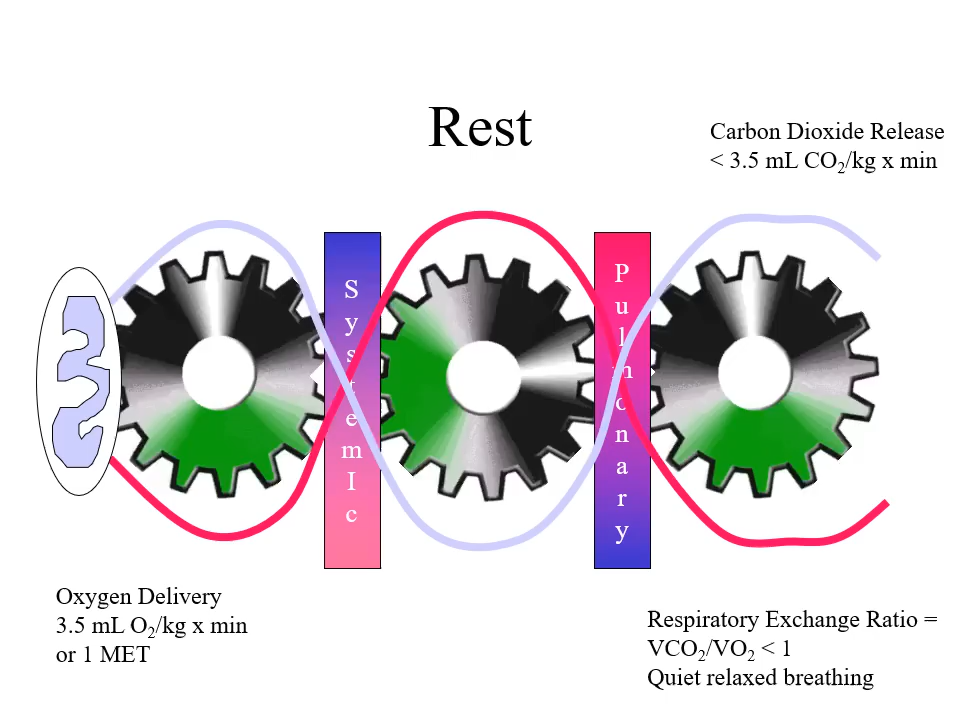 Rest
Carbon Dioxide Release
< 3.5 mL CO₂/kg x min
S
y
s
t
e
m
I
c
P
u
l
m
o
n
a
r
y
Oxygen Delivery
3.5 mL O₂/kg x min
or 1 MET
Respiratory Exchange Ratio =
VCO₂/VO₂ < 1
Quiet relaxed breathing